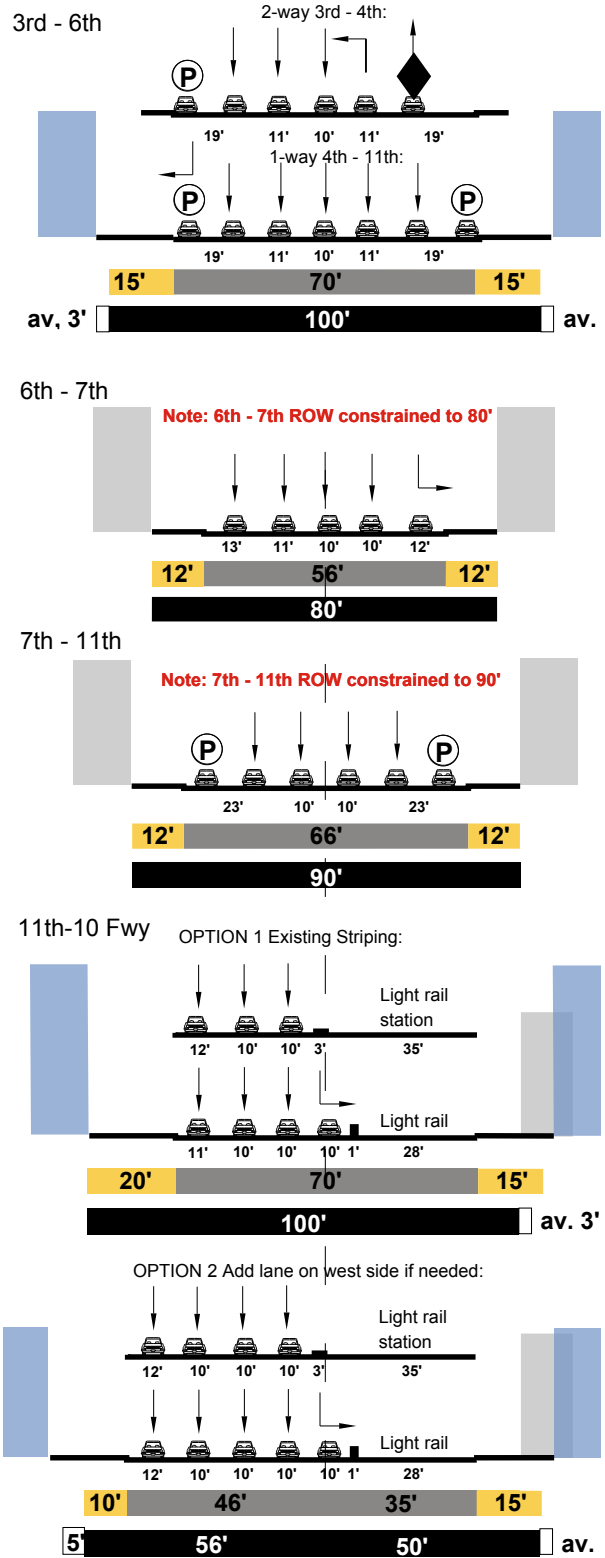 3rd - 6th
2-way 3rd - 4th:
P
19' 11' 10' 11' 19'
1-way 4th - 11th:
P P
19' 11' 10' 11' 19'
15' 70' 15'
av, 3' 100' av.
6th - 7th
Note: 6th - 7th ROW constrained to 80'
13' 11' 10' 10' 12'
12' 56' 12'
80'
7th - 11th
Note: 7th - 11th ROW constrained to 90'
P P
23' 10' 10' 23'
12' 66' 12'
90'
11th-10 Fwy
OPTION 1 Existing Striping:
Light rail
station
12' 10' 10' 3' 35'
Light rail
11' 10' 10' 10' 1' 28'
20' 70' 15'
100' av. 3'
OPTION 2 Add lane on west side if needed:
Light rail
station
12' 10' 10' 10' 3' 35'
Light rail
12' 10' 10' 10' 10' 1' 28'
10' 46' 35' 15'
5' 56' 50' av.